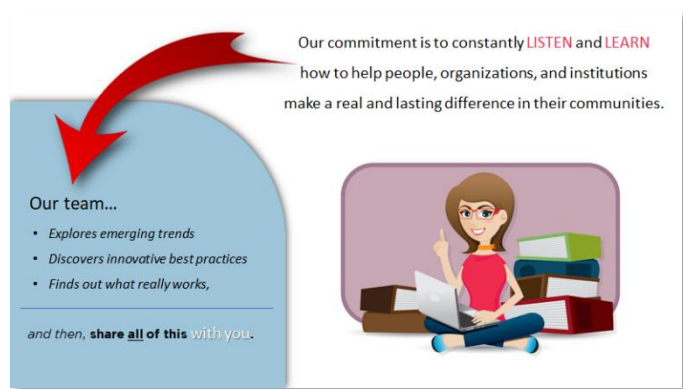 Our commitment is to constantly LISTEN and LEARN
how to help people, organizations, and institutions
make a real and lasting difference in their communities.
Our team...
• Explores emerging trends
• Discovers innovative best practices
• Finds out what really works,
and then, share all of this with you.